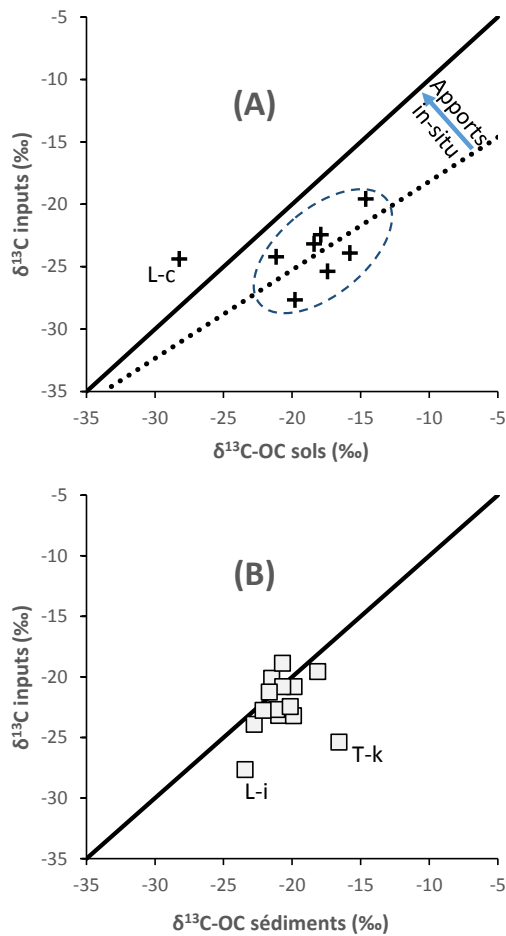 -5
-10
-15
-20
-25
-30
-35
δ¹³C inputs (‰)
(A)
Apports
in-situ
L-c
-35 -30 -25 -20 -15 -10 -5
δ¹³C-OC sols (‰)
-5
-10
-15
-20
-25
-30
-35
δ¹³C inputs (‰)
(B)
T-k
L-i
-35 -30 -25 -20 -15 -10 -5
δ¹³C-OC sédiments (‰)